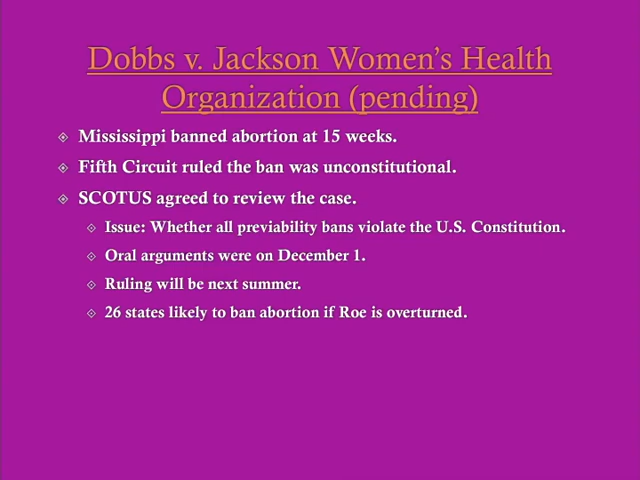 Dobbs v. Jackson Women’s Health
Organization (pending)
Mississippi banned abortion at 15 weeks.
Fifth Circuit ruled the ban was unconstitutional.
SCOTUS agreed to review the case.
Issue: Whether all previability bans violate the U.S. Constitution.
Oral arguments were on December 1.
Ruling will be next summer.
26 states likely to ban abortion if Roe is overturned.